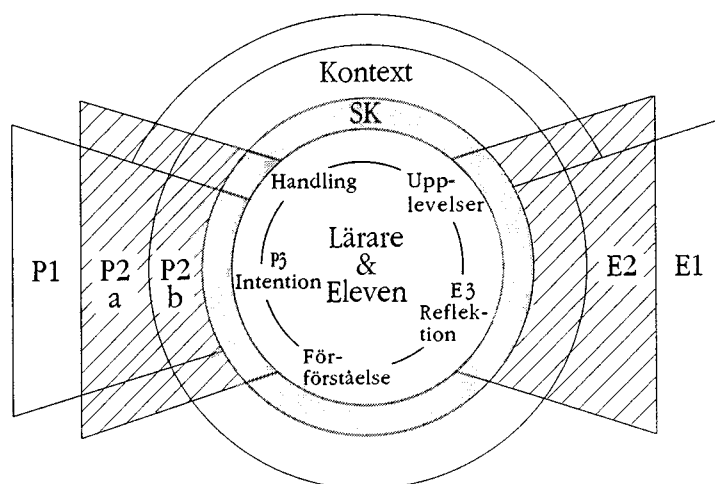 Kontext
SK
Handling
Upp-
levelser
Lärare
&
Eleven
P1
P2
a
P2
b
P3
Intention
E3
Reflek-
tion
E2
E1
För-
förståelse